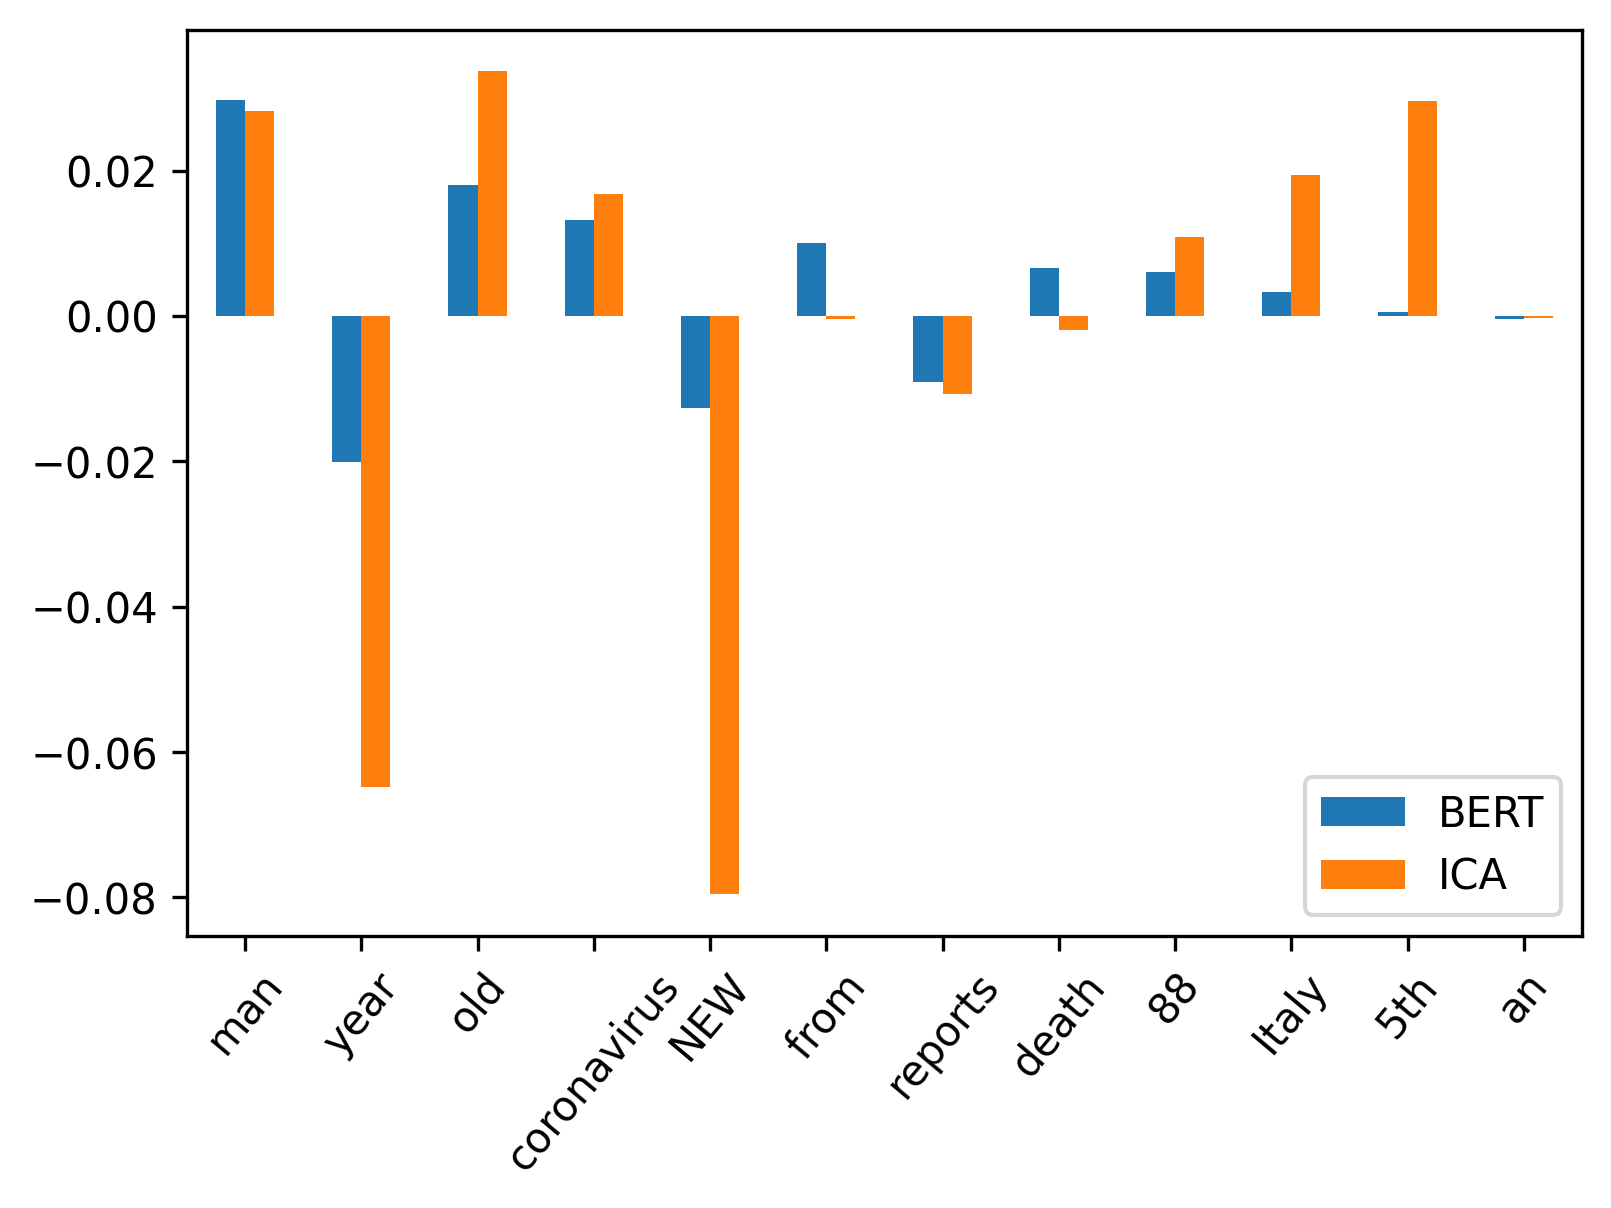 0.02
0.00
−0.02
−0.04
−0.06
−0.08
BERT
ICA
man
year
old
coronavirus
NEW
from
reports
death
88
Italy
5th
an